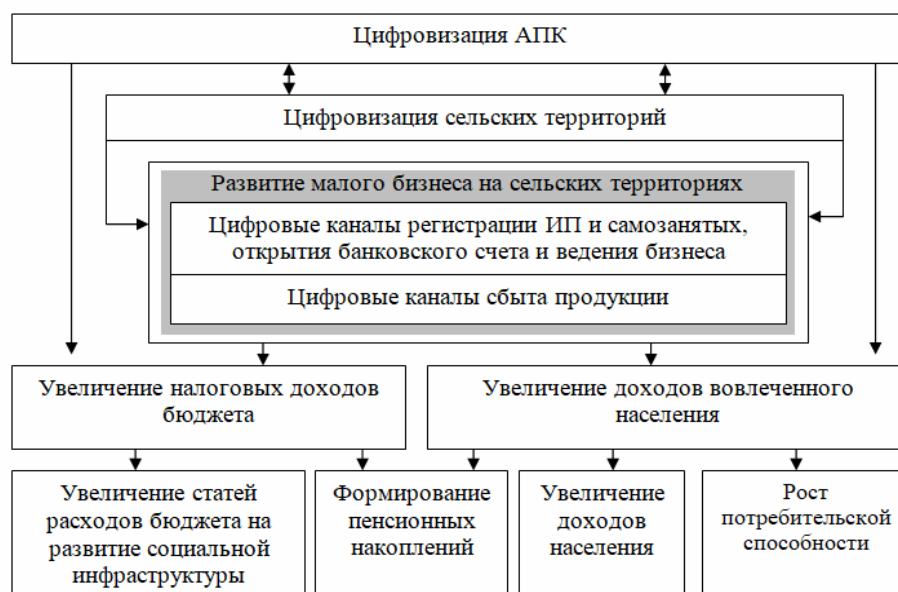 Цифровизация АПК
Цифровизация сельских территорий
Развитие малого бизнеса на сельских территориях
Цифровые каналы регистрации ИП и самозанятых,
открытия банковского счета и ведения бизнеса
Цифровые каналы сбыта продукции
Увеличение налоговых доходов
бюджета
Увеличение доходов вовлеченного
населения
Увеличение статей
расходов бюджета на
развитие социальной
инфраструктуры
Формирование
пенсионных
накоплений
Увеличение
доходов
населения
Рост
потребительской
способности